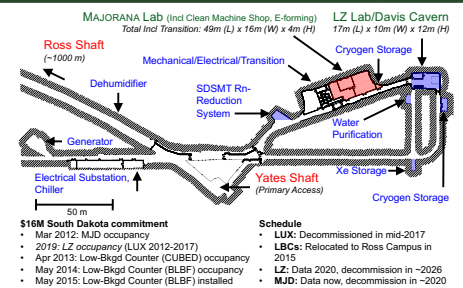 MAJORANA Lab (Incl Clean Machine Shop, E-forming)
Total Incl Transition: 49m (L) x 16m (W) x 4m (H)
LZ Lab/Davis Cavern
17m (L) x 10m (W) x 12m (H)
Ross Shaft
(~1000 m)
Cryogen Storage
Mechanical/Electrical/Transition
Dehumidifier
SDSMT Rn-
Reduction
System
Water
Purification
Generator
Xe Storage
Yates Shaft
(Primary Access)
Electrical Substation,
Chiller
Cryogen Storage
50 m
$16M South Dakota commitment
• Mar 2012: MJD occupancy
• 2019: LZ occupancy (LUX 2012-2017)
• Apr 2013: Low-Bkgd Counter (CUBED) occupancy
• May 2014: Low-Bkgd Counter (BLBF) occupancy
• May 2015: Low-Bkgd Counter (BLBF) installed
Schedule
• LUX: Decommissioned in mid-2017
• LBCs: Relocated to Ross Campus in
2015
• LZ: Data 2020, decommission in ~2026
• MJD: Data now, decommission in ~2020